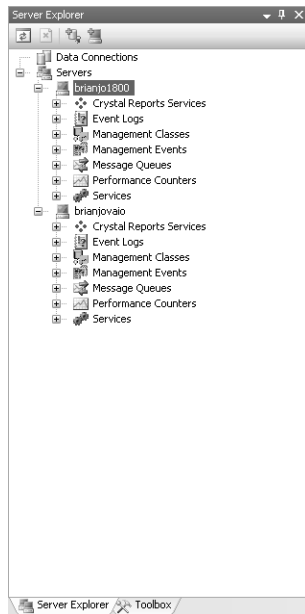 Server Explorer
Data Connections
Servers
brianjo1800
Crystal Reports Services
Event Logs
Management Classes
Management Events
Message Queues
Performance Counters
Services
brianjovaio
Crystal Reports Services
Event Logs
Management Classes
Management Events
Message Queues
Performance Counters
Services
Server Explorer Toolbox